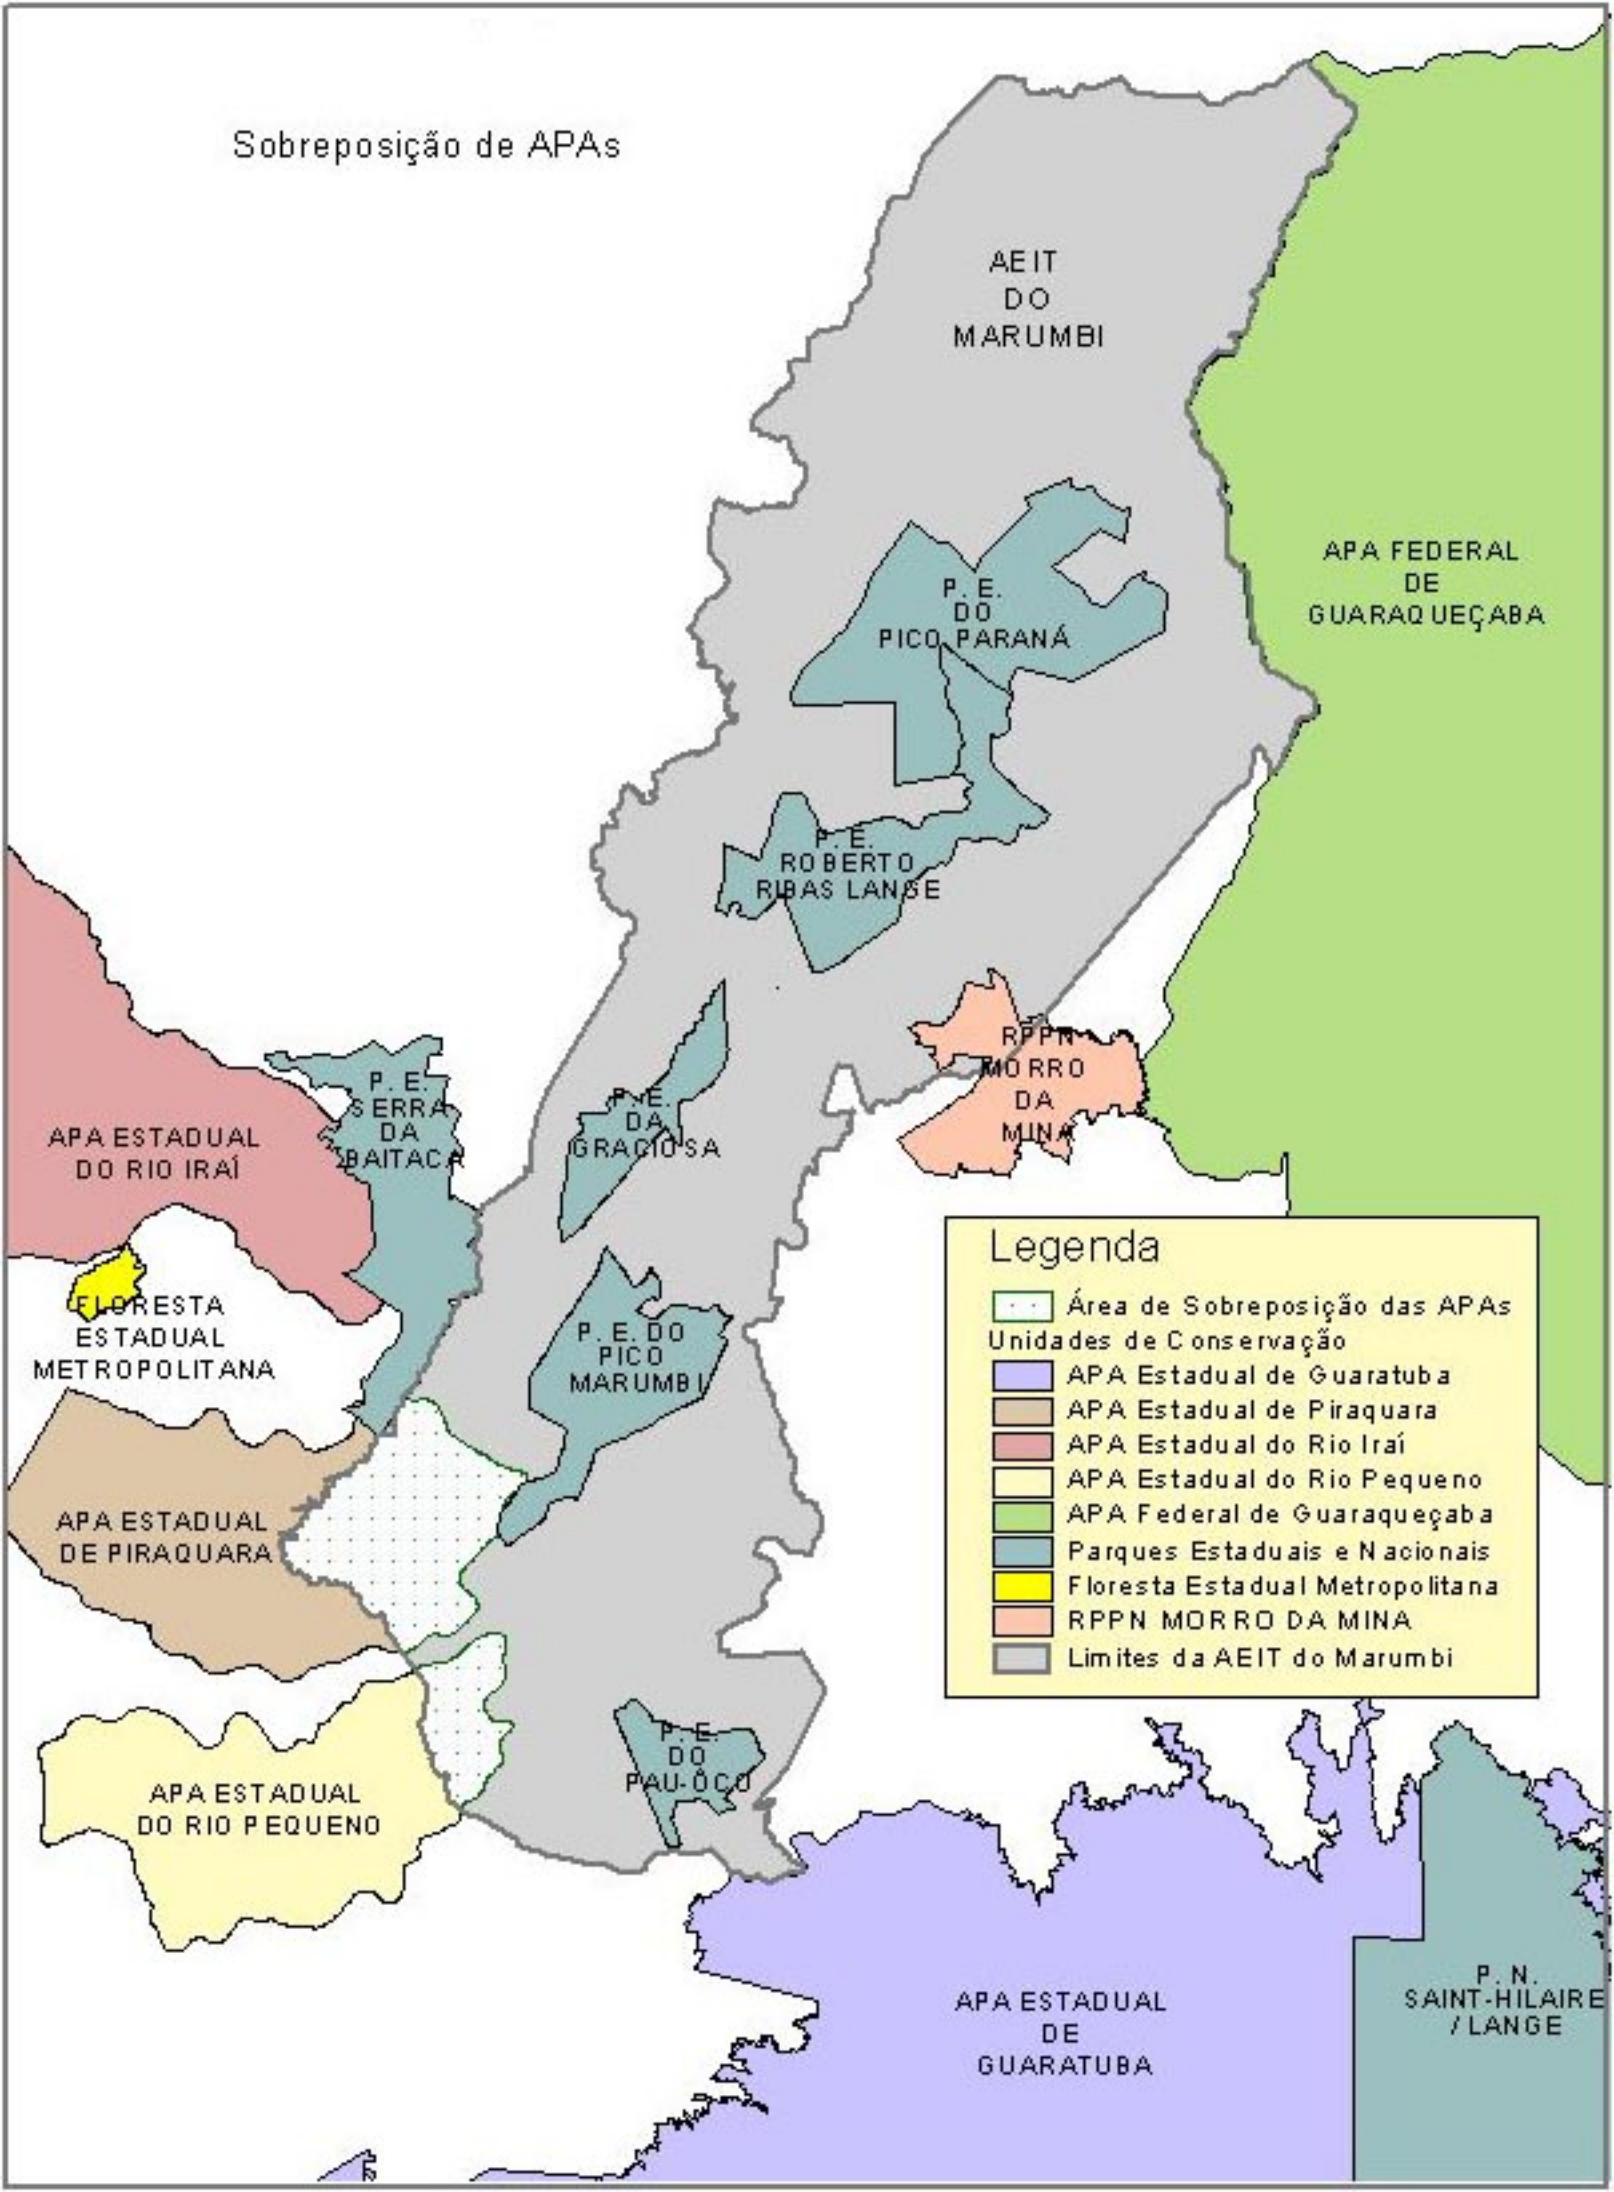 Sobreposição de APAs
AEIT
DO
MARUMBI
APA FEDERAL
DE
GUARAQUEÇABA
P. E.
DO
PICO PARANÁ
P. E.
ROBERTO
RIBAS LANGE
RPPN
MORRO
DA
MINA
P. E.
SERRA
DA
BAITACA
P. E.
DA
GRACIOSA
APA ESTADUAL
DO RIO IRAÍ
FLORESTA
ESTADUAL
METROPOLITANA
P. E. DO
PICO
MARUMBI
APA ESTADUAL
DE PIRAQUARA
P. E.
DO
PAU-ÔCO
APA ESTADUAL
DO RIO PEQUENO
Legenda
Área de Sobreposição das APAs
Unidades de Conservação
APA Estadual de Guaratuba
APA Estadual de Piraquara
APA Estadual do Rio Iraí
APA Estadual do Rio Pequeno
APA Federal de Guaraqueçaba
Parques Estaduais e Nacionais
Floresta Estadual Metropolitana
RPPN MORRO DA MINA
Limites da AEIT do Marumbi
APA ESTADUAL
DE
GUARATUBA
P. N.
SAINT-HILAIRE
/ LANGE